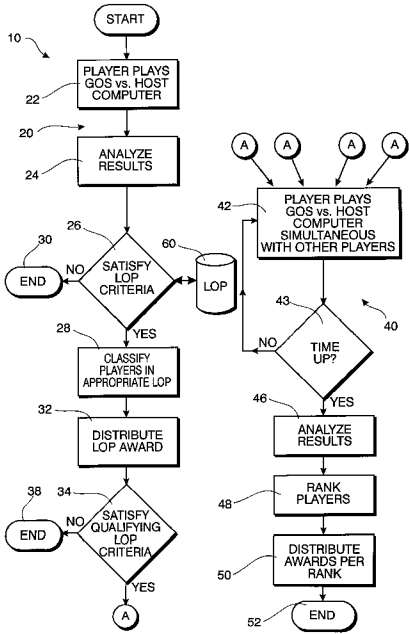 START
10
PLAYER PLAYS
GOS vs. HOST
COMPUTER
22
20
ANALYZE
RESULTS
24
26
60
30
END
NO
SATISFY
LOP
CRITERIA
LOP
YES
28
CLASSIFY
PLAYERS IN
APPROPRIATE LOP
32
DISTRIBUTE
LOP AWARD
38
34
END
NO
SATISFY
QUALIFYING
LOP
CRITERIA
YES
A
A
A
A
A
42
PLAYER PLAYS
GOS vs. HOST
COMPUTER
SIMULTANEOUS
WITH OTHER PLAYERS
43
40
NO
TIME
UP?
YES
46
ANALYZE
RESULTS
48
RANK
PLAYERS
50
DISTRIBUTE
AWARDS PER
RANK
52
END